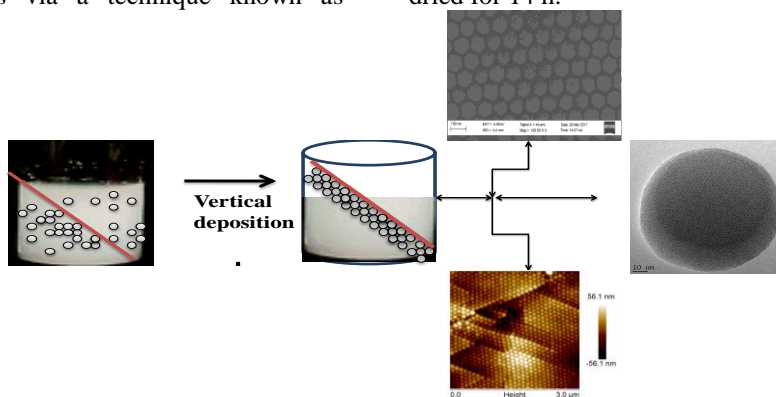 s via a technique known as
dried for 14 h.
Vertical
deposition
.
10 nm
56.1 nm
-56.1 nm
0.0 Height 3.0 µm